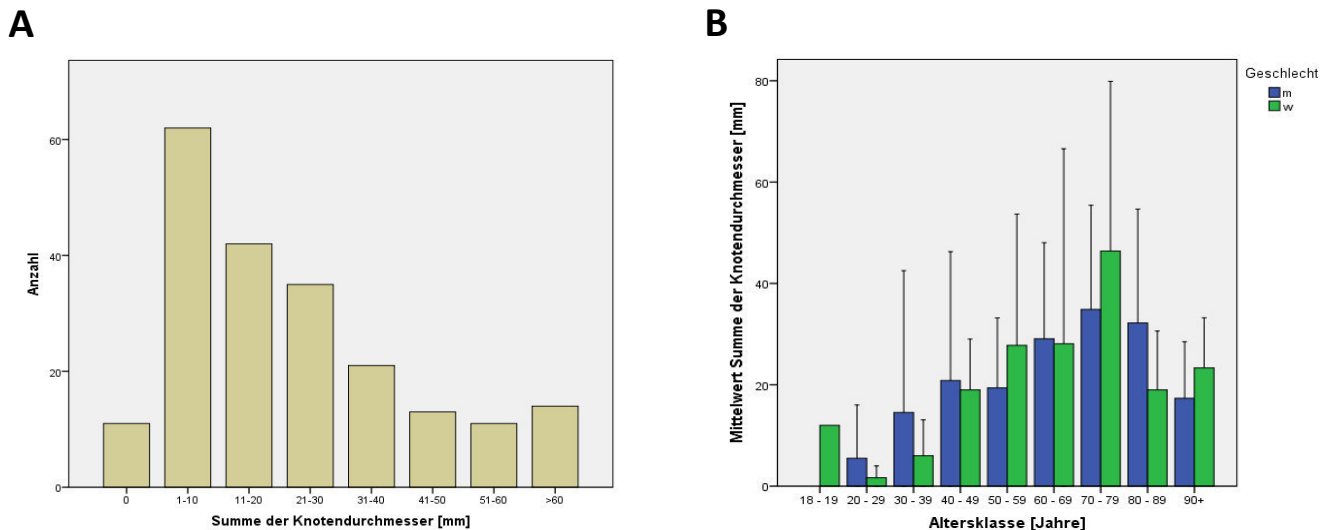 A
Anzahl
60
40
20
0
0 1-10 11-20 21-30 31-40 41-50 51-60 >60
Summe der Knotendurchmesser [mm]
B
Mittelwert Summe der Knotendurchmesser [mm]
80
60
40
20
0
18 - 19 20 - 29 30 - 39 40 - 49 50 - 59 60 - 69 70 - 79 80 - 89 90+
Altersklasse [Jahre]
Geschlecht
m
w